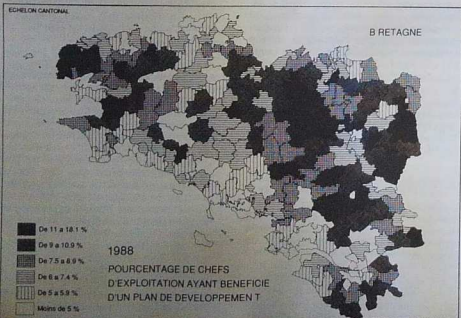 ECHELON CANTONAL
BRETAGNE
De 11 a 18.1 %
De 9 a 10.9 %
De 7.5 a 8.9 %
De 6 a 7.4 %
De 5 a 5.9 %
Moins de 5 %
1988
POURCENTAGE DE CHEFS
D'EXPLOITATION AYANT BENEFICIE
D'UN PLAN DE DEVELOPPEMEN T